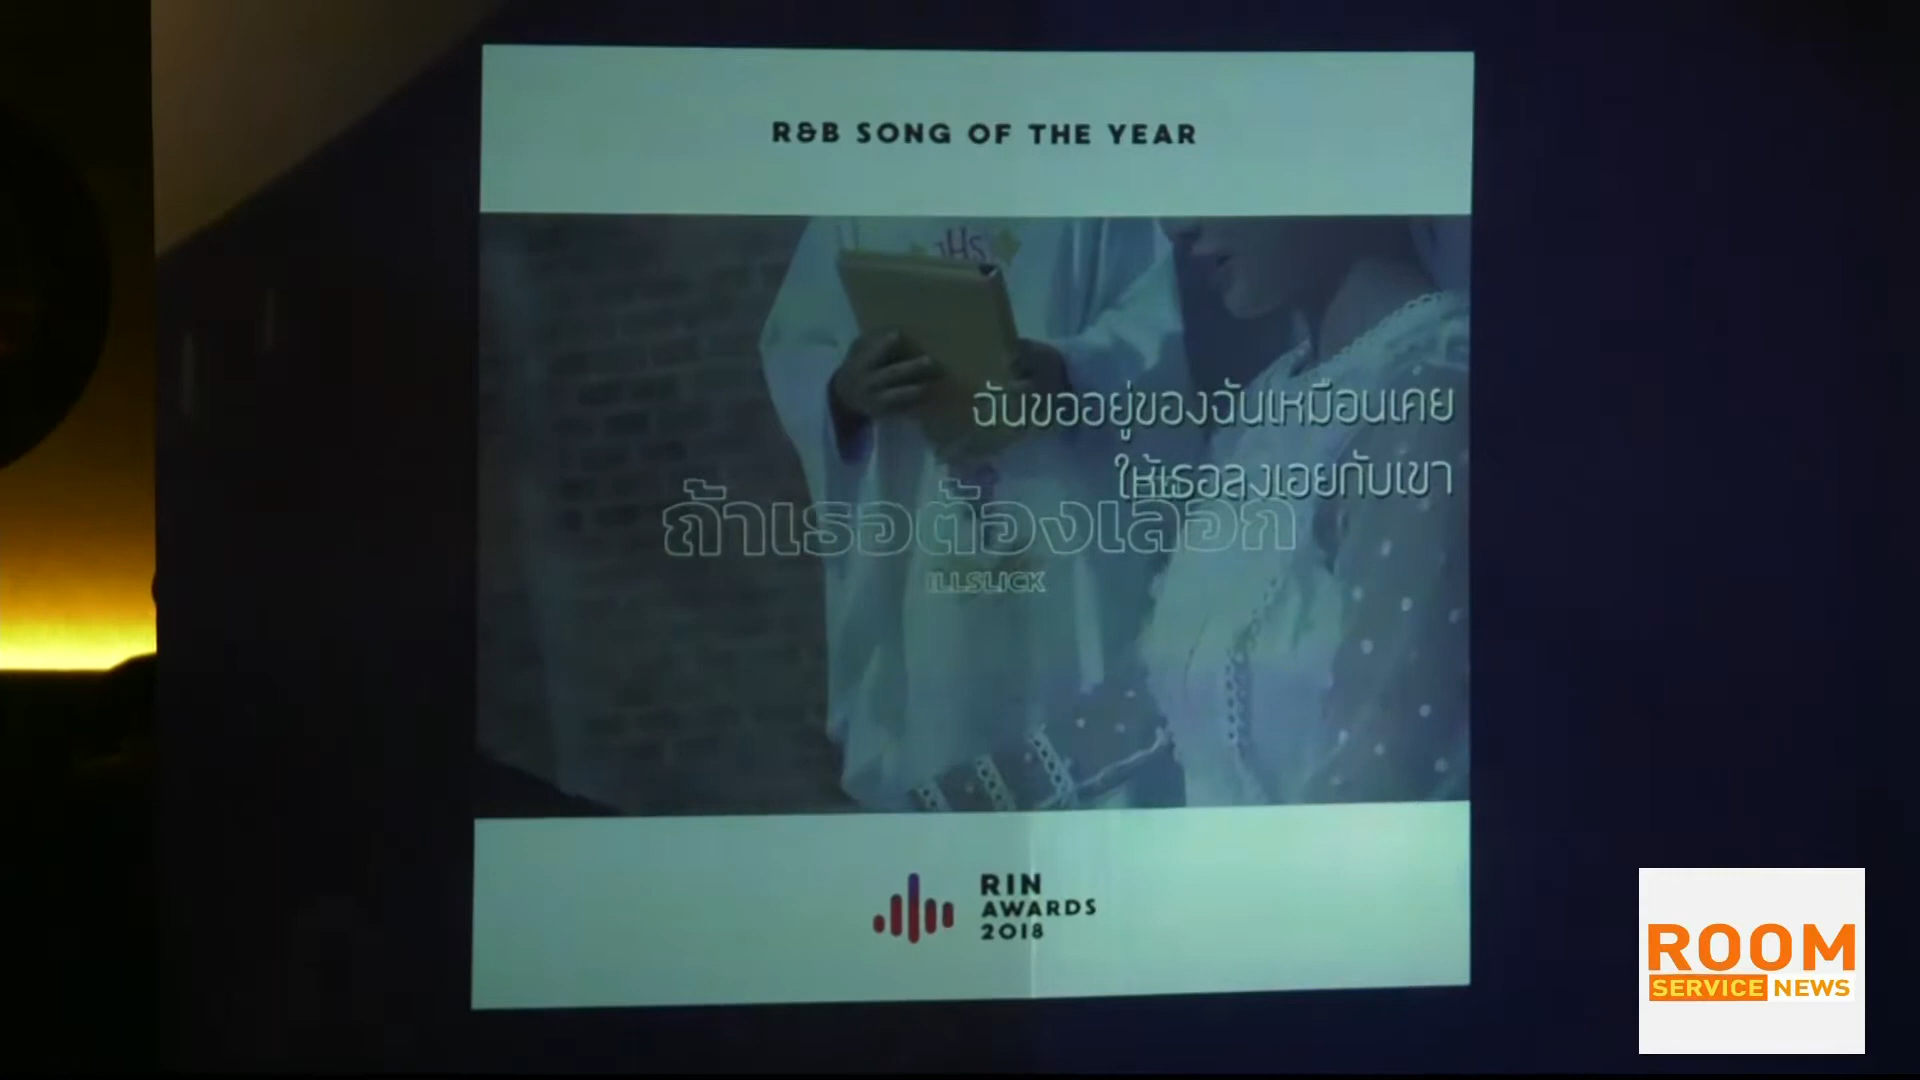 R&B SONG OF THE YEAR
IHS
ฉันขออยู่ของฉันเหมือนเคย
ให้เธอลงเอยกับเขา
ถ้าเธอต้องเลือก
ILLSLICK
RIN
AWARDS
2018
ROOM
SERVICE NEWS